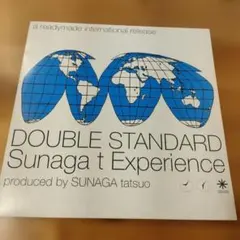 a readymade international release
DOUBLE STANDARD
Sunaga t Experience
produced by SUNAGA tatsuo